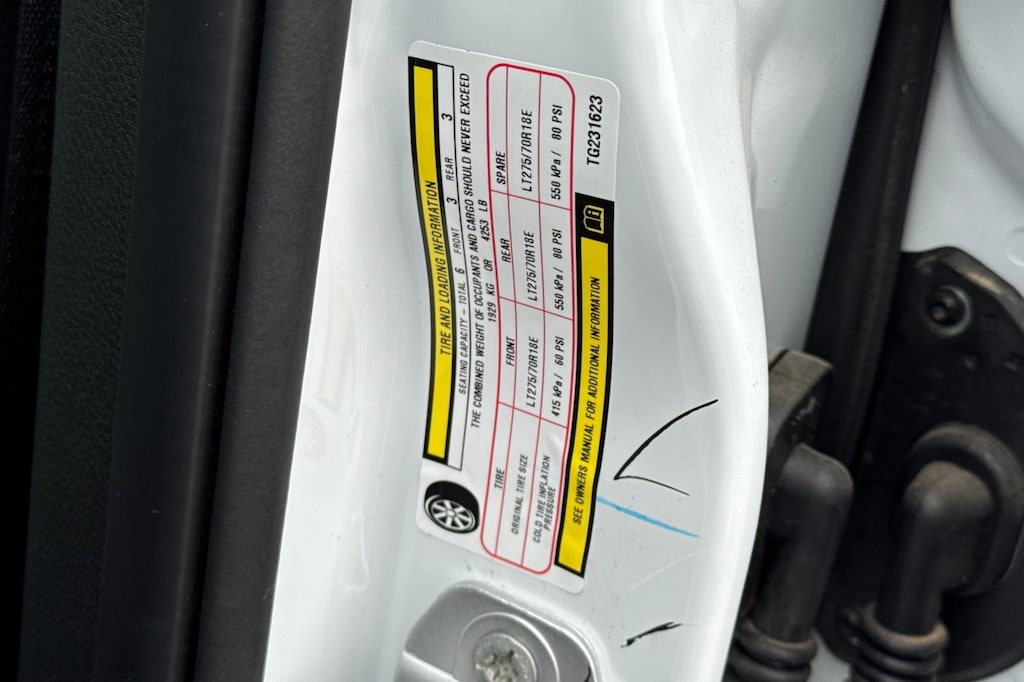 TIRE AND LOADING INFORMATION
SEATING CAPACITY – TOTAL 6 FRONT 3 REAR 3
THE COMBINED WEIGHT OF OCCUPANTS AND CARGO SHOULD NEVER EXCEED
1929 KG OR 4253 LB
TIRE FRONT REAR SPARE
ORIGINAL TIRE SIZE LT275/70R18E LT275/70R18E LT275/70R18E
COLD TIRE INFLATION PRESSURE 415 kPa / 60 PSI 550 kPa / 80 PSI 550 kPa / 80 PSI
SEE OWNERS MANUAL FOR ADDITIONAL INFORMATION
TG231623